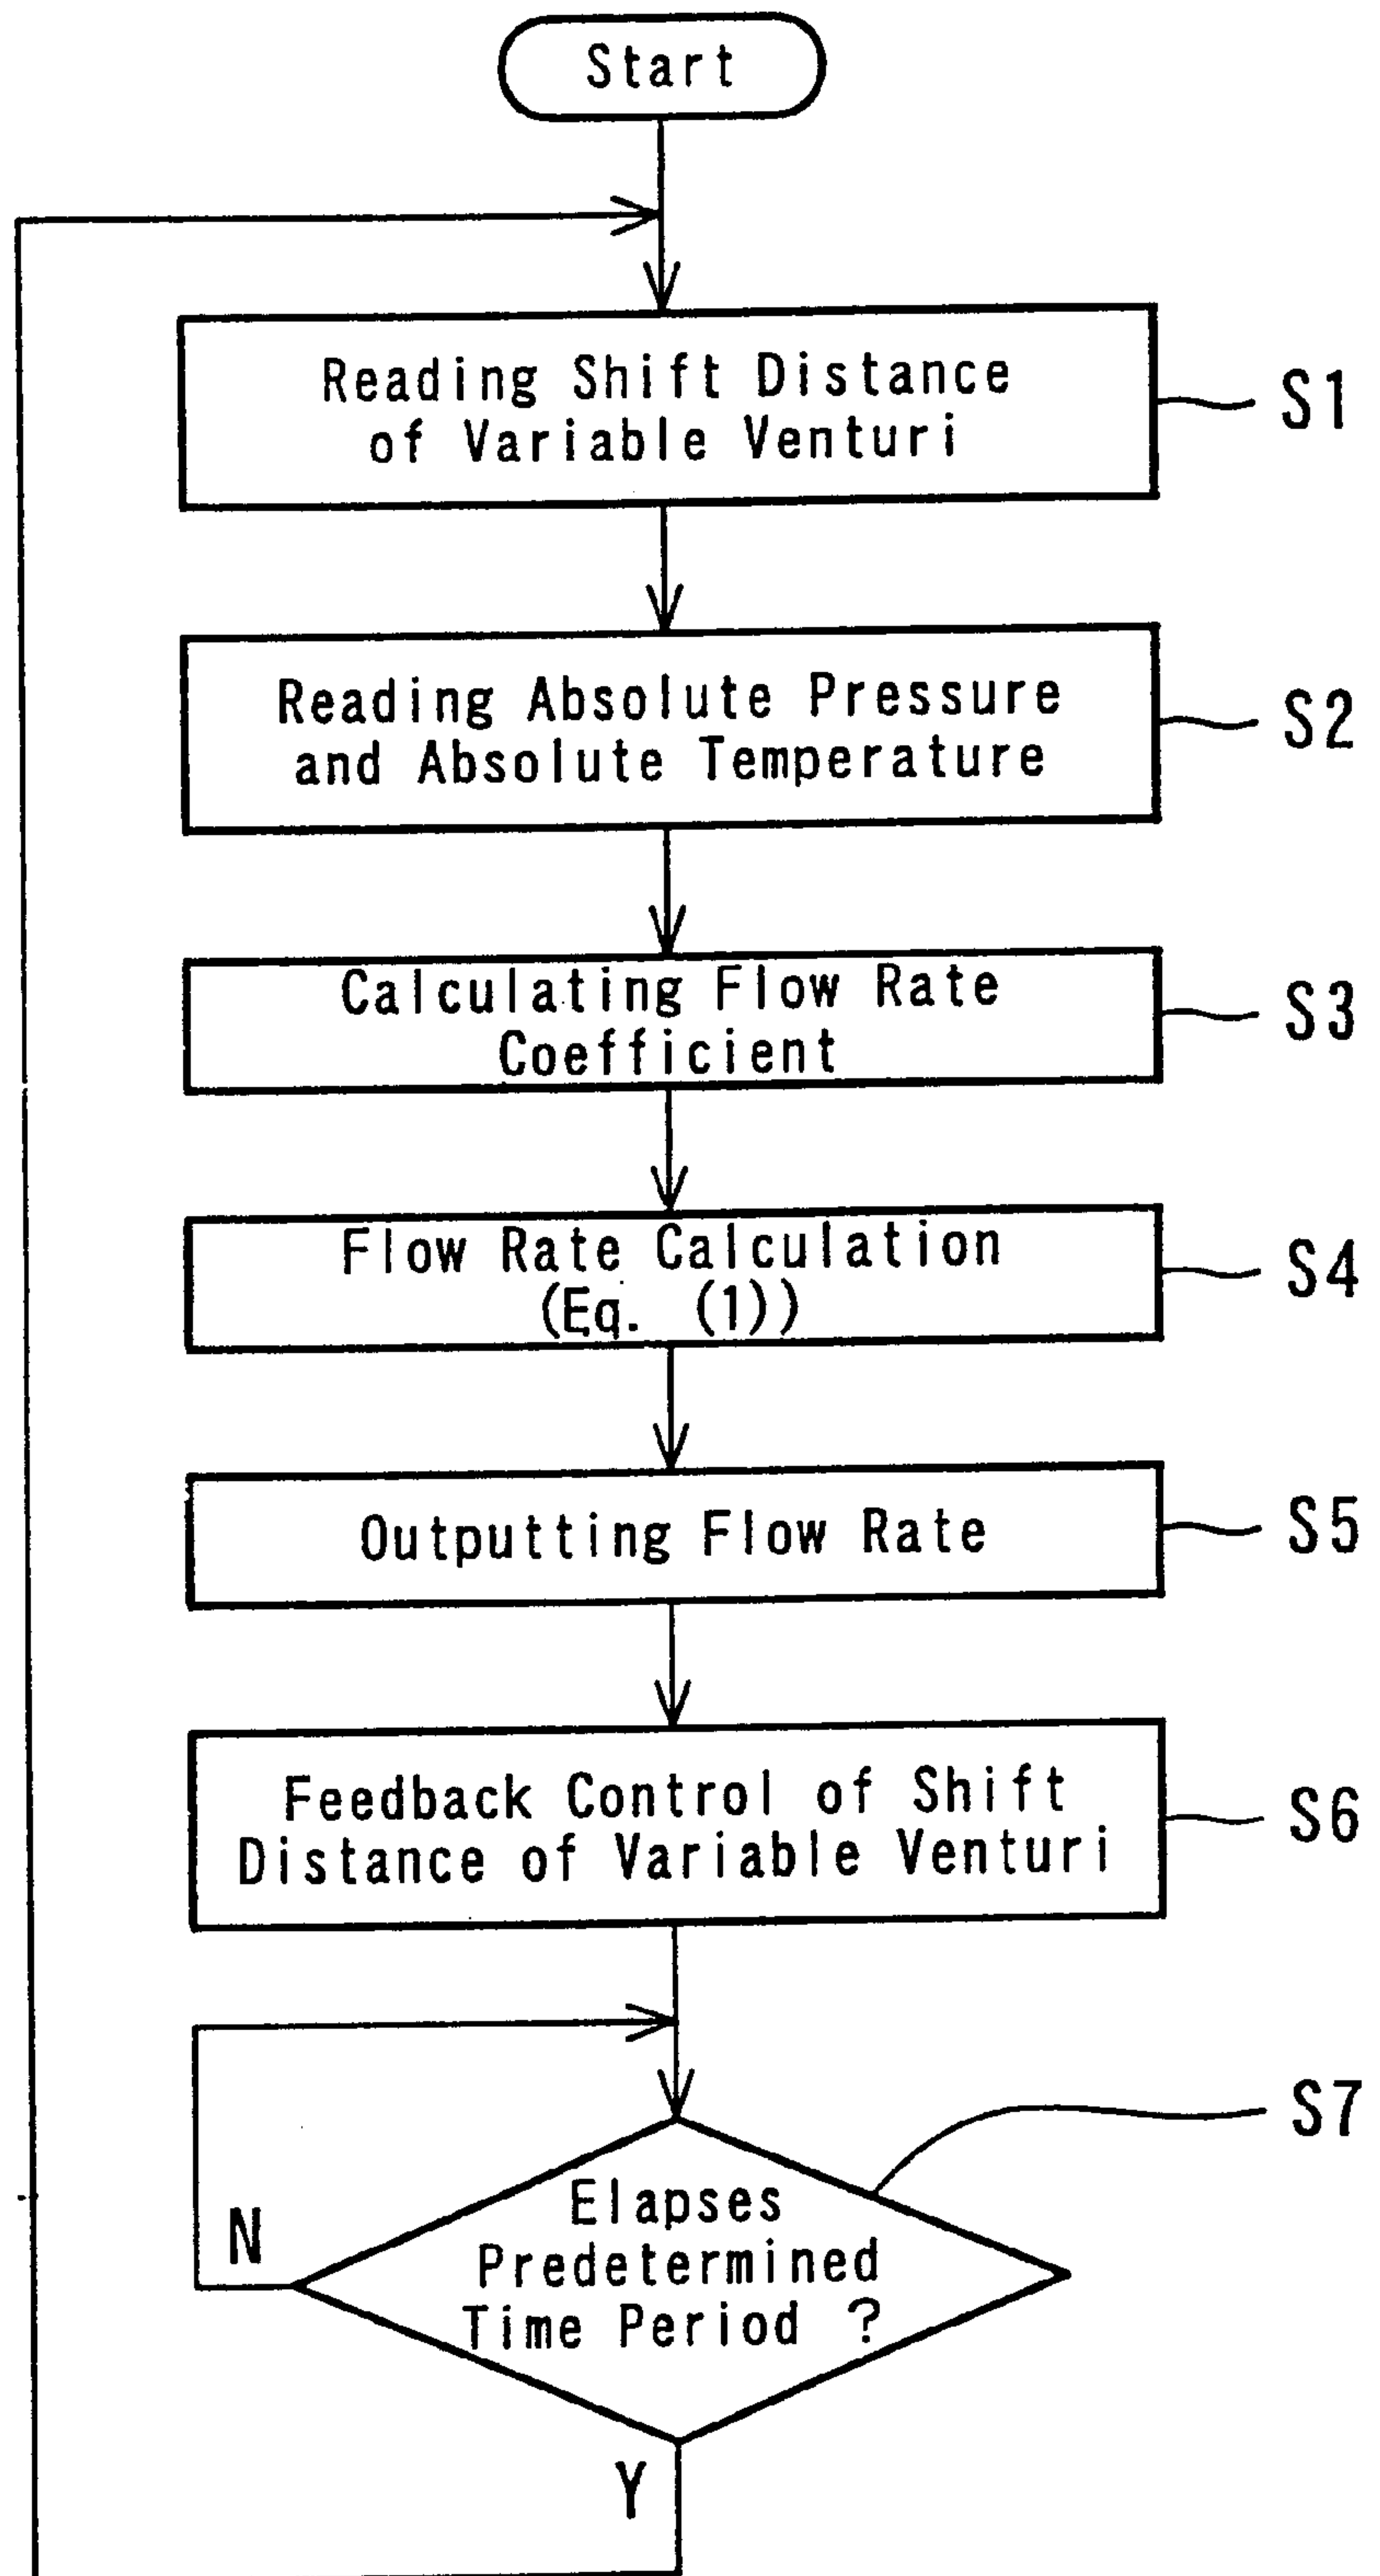 Start
Reading Shift Distance
of Variable Venturi
S1
Reading Absolute Pressure
and Absolute Temperature
S2
Calculating Flow Rate
Coefficient
S3
Flow Rate Calculation
(Eq. (1))
S4
Outputting Flow Rate
S5
Feedback Control of Shift
Distance of Variable Venturi
S6
S7
Elapses
Predetermined
Time Period ?
N
Y